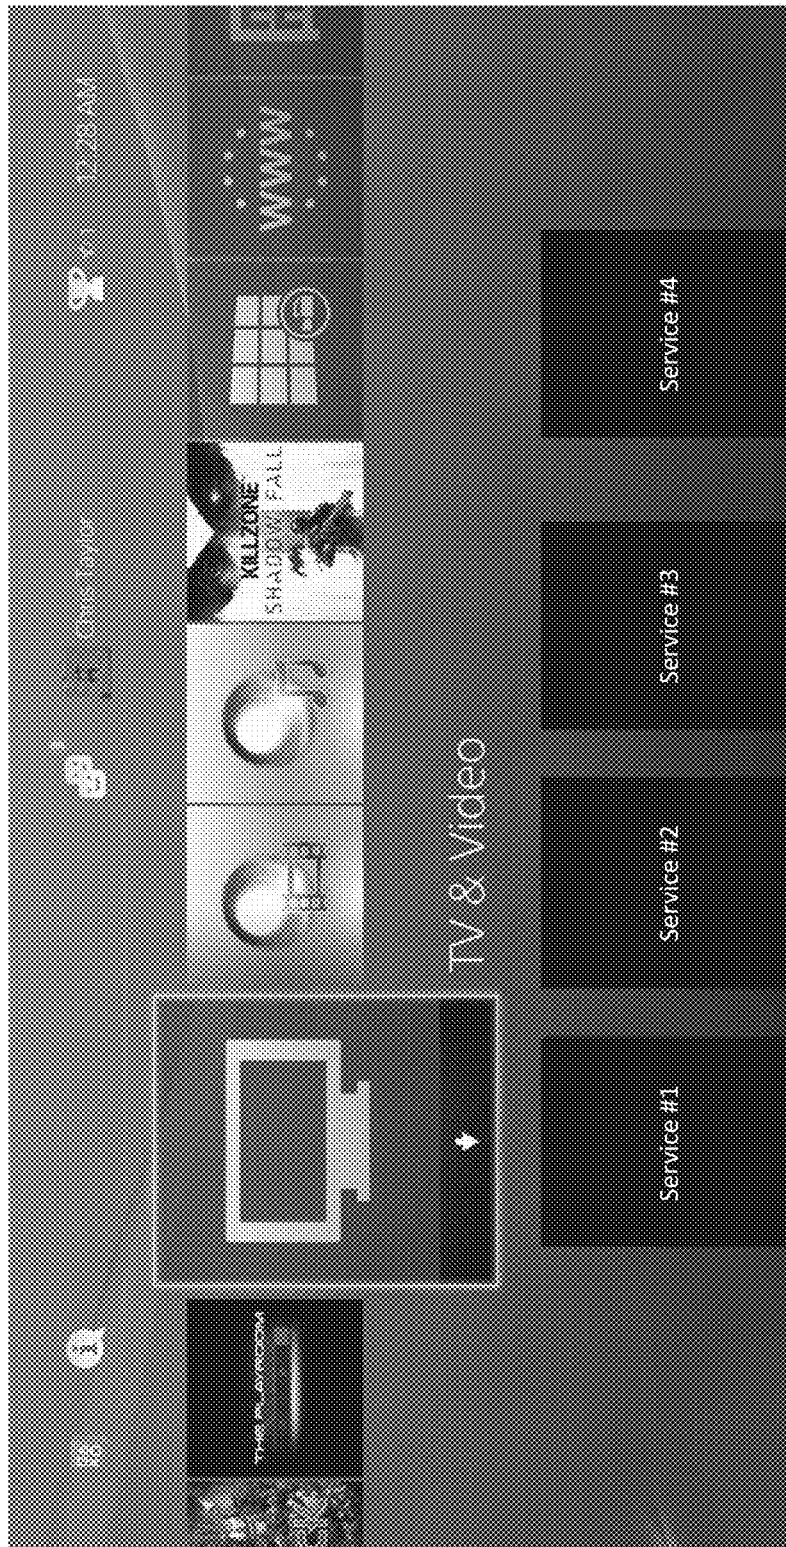 12:28 AM
THE PLAYROOM
KILLZONE
SHADOW FALL
WWW
TV & Video
Service #1
Service #2
Service #3
Service #4